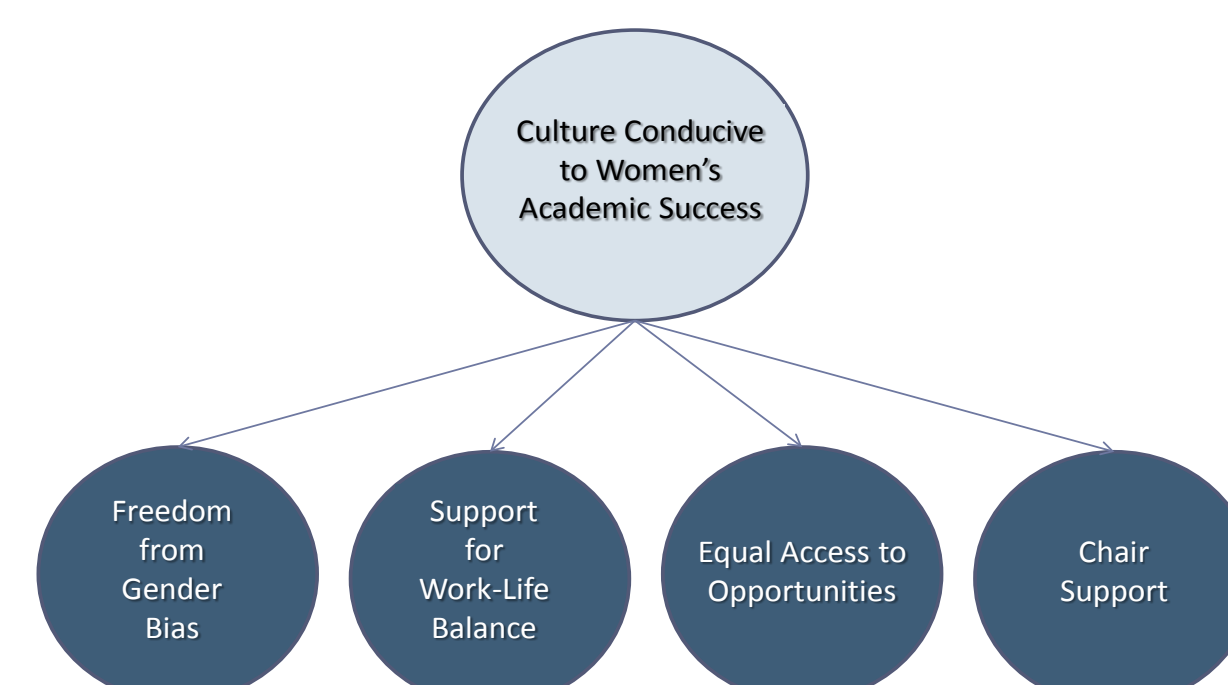 Culture Conducive
to Women’s
Academic Success
Freedom
from
Gender
Bias
Support
for
Work-Life
Balance
Equal Access to
Opportunities
Chair
Support